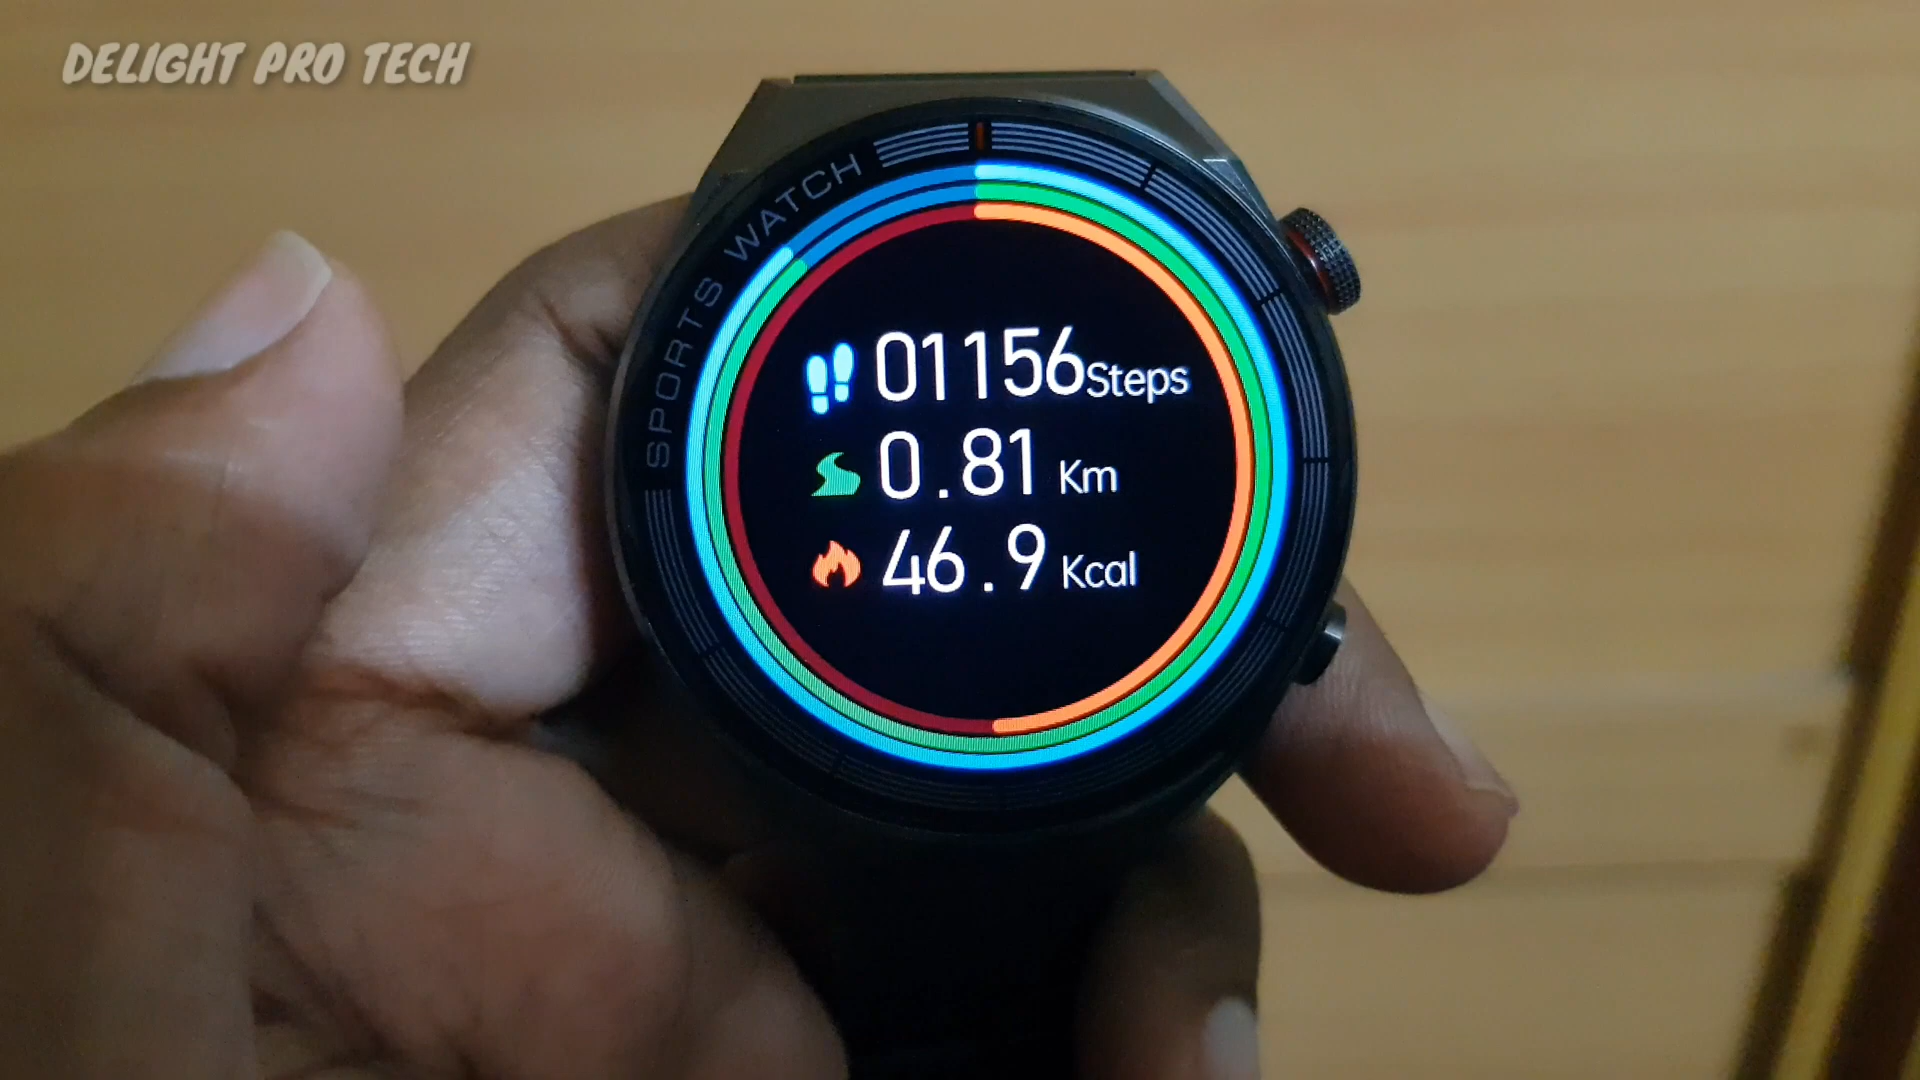 DELIGHT PRO TECH
SPORTS WATCH
01156Steps
0.81 Km
46.9 Kcal